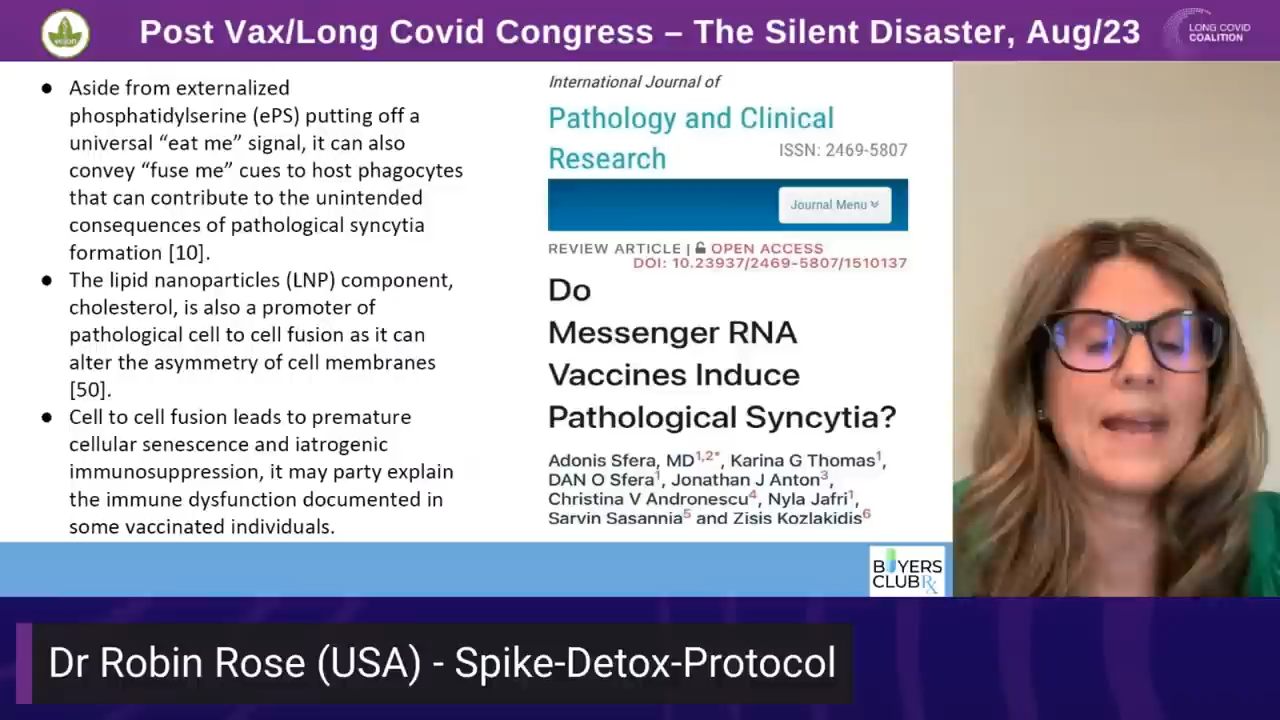 Post Vax/Long Covid Congress – The Silent Disaster, Aug/23
LONG COVID
COALITION
● Aside from externalized
phosphatidylserine (ePS) putting off a
universal “eat me” signal, it can also
convey “fuse me” cues to host phagocytes
that can contribute to the unintended
consequences of pathological syncytia
formation [10].
● The lipid nanoparticles (LNP) component,
cholesterol, is also a promoter of
pathological cell to cell fusion as it can
alter the asymmetry of cell membranes
[50].
● Cell to cell fusion leads to premature
cellular senescence and iatrogenic
immunosuppression, it may party explain
the immune dysfunction documented in
some vaccinated individuals.
International Journal of
Pathology and Clinical
Research
ISSN: 2469-5807
Journal Menu
REVIEW ARTICLE | OPEN ACCESS
DOI: 10.23937/2469-5807/1510137
Do
Messenger RNA
Vaccines Induce
Pathological Syncytia?
Adonis Sfera, MD1,2*, Karina G Thomas1,
DAN O Sfera1, Jonathan J Anton3,
Christina V Andronescu4, Nyla Jafri1,
Sarvin Sasannia5 and Zisis Kozlakidis6
BUYERS
CLUB Rx
Dr Robin Rose (USA) - Spike-Detox-Protocol